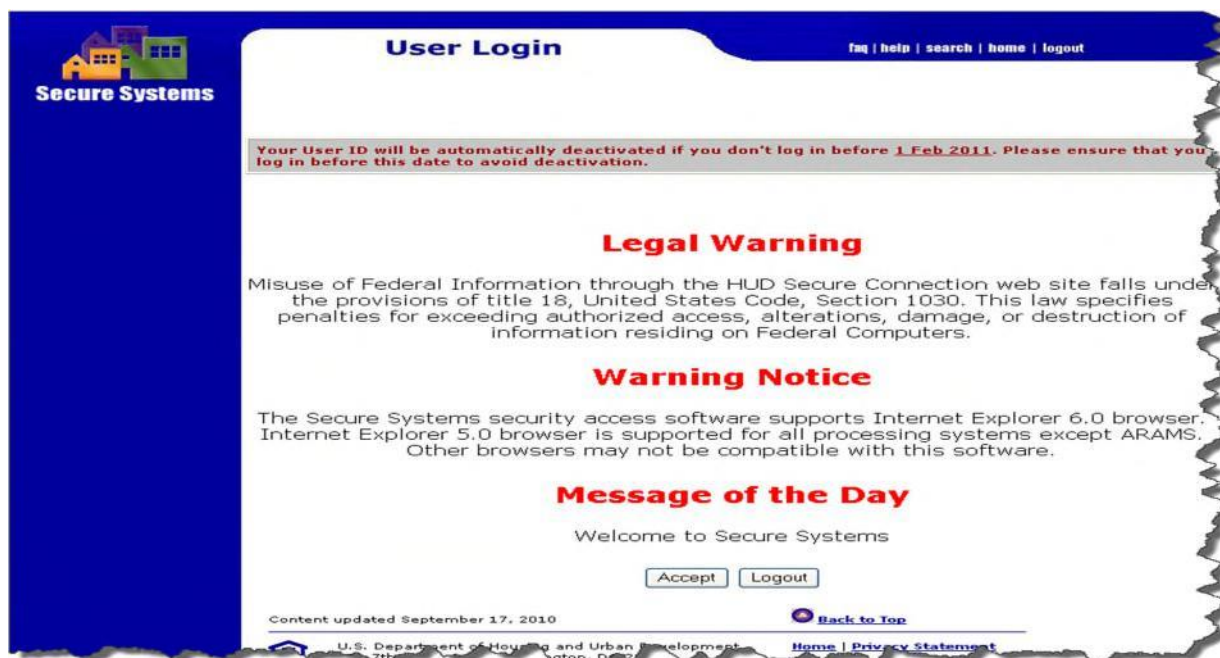 User Login
faq | help | search | home | logout
Secure Systems
Your User ID will be automatically deactivated if you don't log in before 1 Feb 2011. Please ensure that you
log in before this date to avoid deactivation.
Legal Warning
Misuse of Federal Information through the HUD Secure Connection web site falls under
the provisions of title 18, United States Code, Section 1030. This law specifies
penalties for exceeding authorized access, alterations, damage, or destruction of
information residing on Federal Computers.
Warning Notice
The Secure Systems security access software supports Internet Explorer 6.0 browser.
Internet Explorer 5.0 browser is supported for all processing systems except ARAMS.
Other browsers may not be compatible with this software.
Message of the Day
Welcome to Secure Systems
Accept Logout
Content updated September 17, 2010 Back to Top
U.S. Department of Housing and Urban Development Home | Privacy Statement